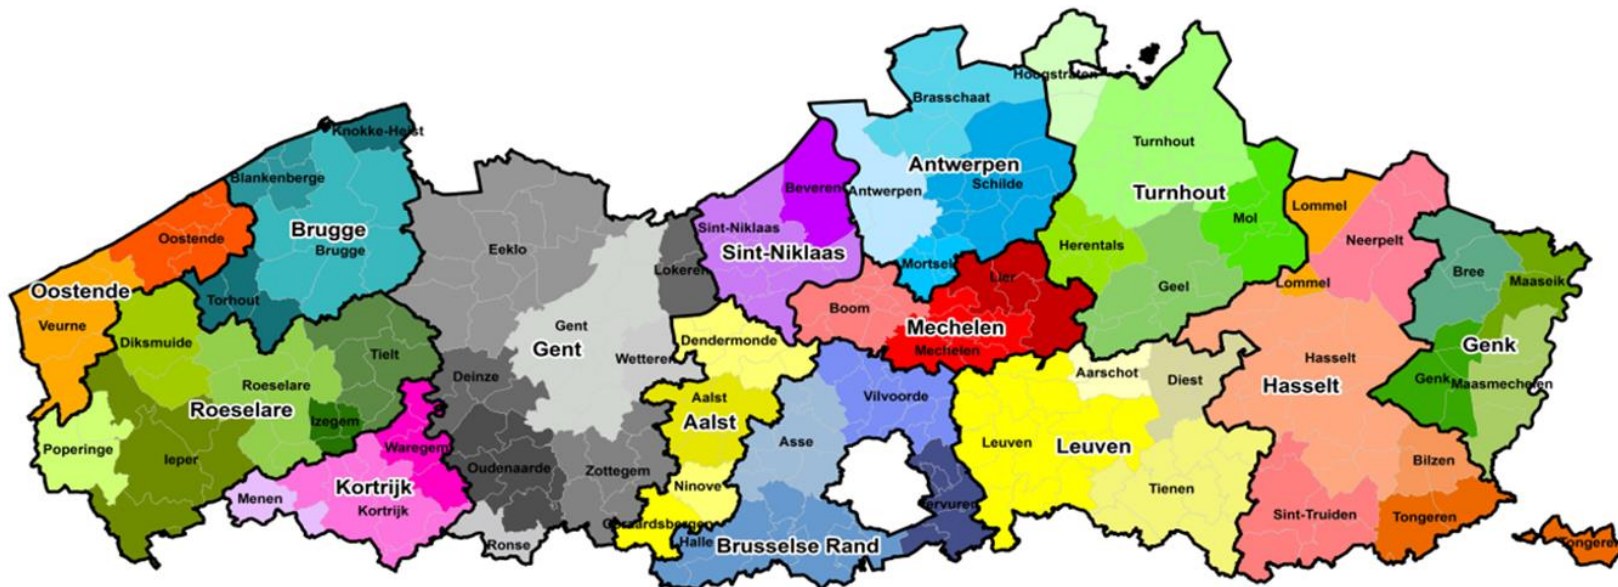 Hoogstraten
Brasschaat
Knokke-Heist
Turnhout
Antwerpen
Blankenberge
Schilde
Beveren
Antwerpen
Turnhout
Lommel
Mol
Brugge
Sint-Niklaas
Oostende
Eeklo
Brugge
Herentals
Neerpelt
Sint-Niklaas
Mortsel
Lokeren
Bree
Lier
Lommel
Maaseik
Geel
Oostende
Torhout
Boom
Veurne
Gent
Mechelen
Dendermonde
Diksmuide
Genk
Gent
Mechelen
Tielt
Wetteren
Hasselt
Aarschot
Deinze
Genk
Diest
Roeselare
Hasselt
Maasmechelen
Vilvoorde
Aalst
Roeselare
Izegem
Aalst
Asse
Leuven
Leuven
Waregem
Poperinge
Ieper
Bilzen
Oudenaarde
Zottegem
Kortrijk
Ninove
Tienen
Menen
Kortrijk
Tervuren
Sint-Truiden
Tongeren
Geraardsbergen
Halle
Ronse
Brusselse Rand
Tongeren